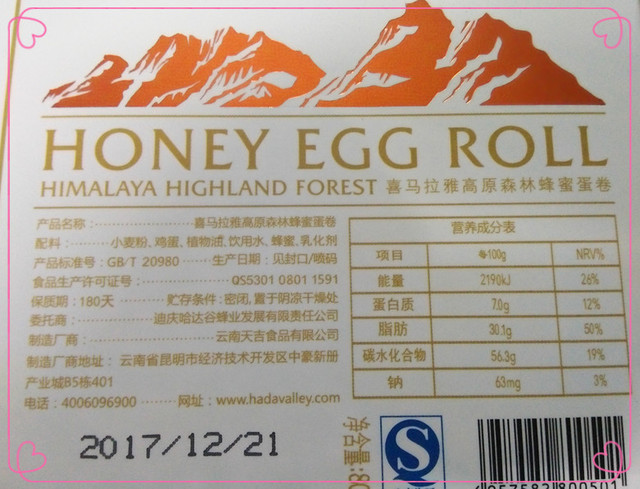 HONEY EGG ROLL
HIMALAYA HIGHLAND FOREST 喜马拉雅高原森林蜂蜜蛋卷
产品名称：喜马拉雅高原森林蜂蜜蛋卷
配料：小麦粉、鸡蛋、植物油、饮用水、蜂蜜、乳化剂
产品标准号：GB/T 20980 生产日期：见封口/喷码
食品生产许可证号：QS5301 0801 1591
保质期：180天 贮存条件：密闭，置于阴凉干燥处
委托商：迪庆哈达谷蜂业发展有限责任公司
制造厂商：云南天吉食品有限公司
制造厂商地址：云南省昆明市经济技术开发区中豪新册
产业城B5栋401
电话：4006096900 网址：www.hadavalley.com
营养成分表
项目 每100g NRV%
能量 2190kJ 26%
蛋白质 7.0g 12%
脂肪 30.1g 50%
碳水化合物 56.3g 19%
钠 63mg 3%
2017/12/21
净含量:80
S